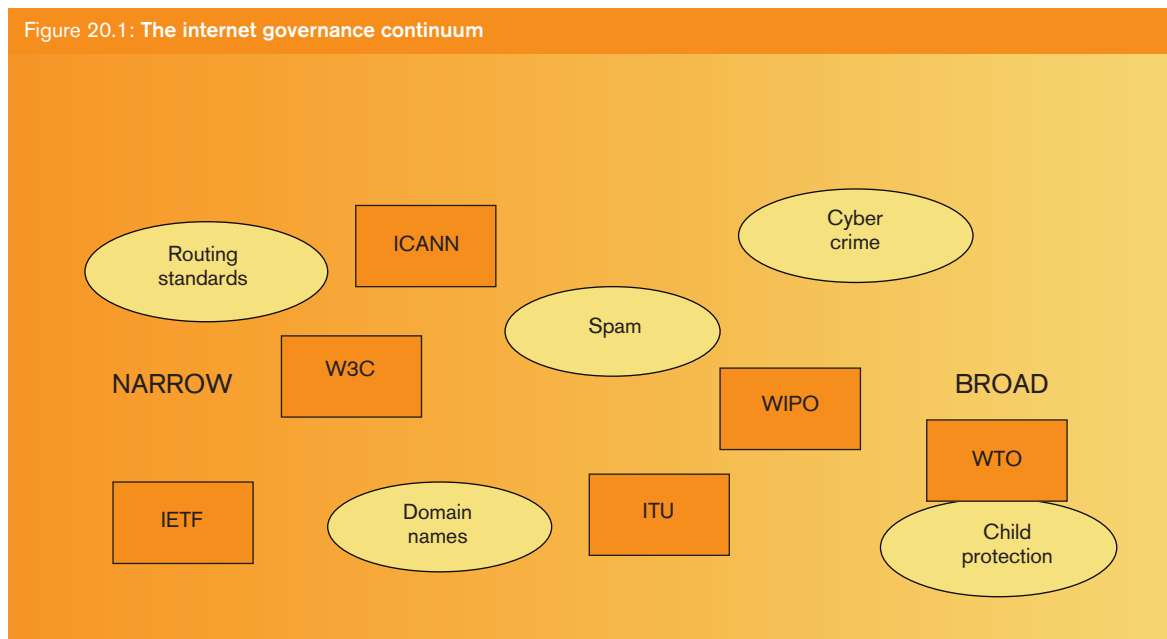 Figure 20.1: The internet governance continuum
Cyber
crime
ICANN
Routing
standards
Spam
W3C
NARROW
WIPO
BROAD
WTO
IETF
Domain
names
ITU
Child
protection